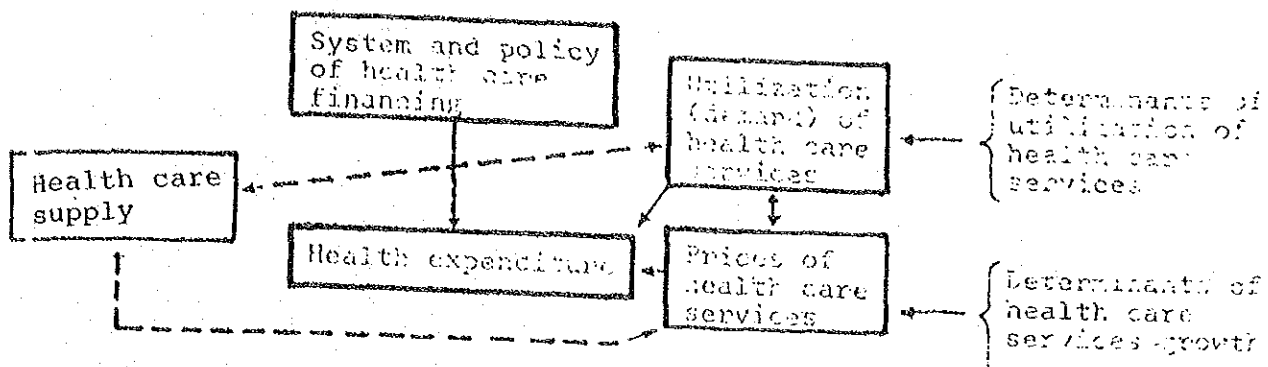 System and policy
of health care
financing
Utilization
(demand) of
health care
services
Determinants of
utilization of
health care
services
Health care
supply
Health expenditure
Prices of
health care
services
Determinants of
health care
services growth